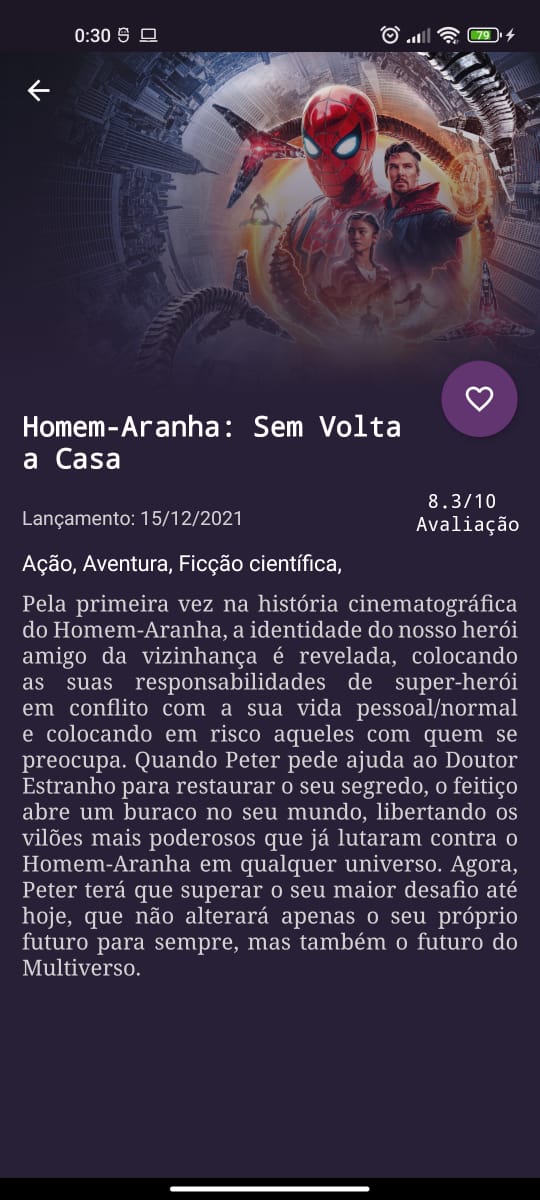 0:30
79
Homem-Aranha: Sem Volta
a Casa
8.3/10
Avaliação
Lançamento: 15/12/2021
Ação, Aventura, Ficção científica,
Pela primeira vez na história cinematográfica
do Homem-Aranha, a identidade do nosso herói
amigo da vizinhança é revelada, colocando
as suas responsabilidades de super-herói
em conflito com a sua vida pessoal/normal
e colocando em risco aqueles com quem se
preocupa. Quando Peter pede ajuda ao Doutor
Estranho para restaurar o seu segredo, o feitiço
abre um buraco no seu mundo, libertando os
vilões mais poderosos que já lutaram contra o
Homem-Aranha em qualquer universo. Agora,
Peter terá que superar o seu maior desafio até
hoje, que não alterará apenas o seu próprio
futuro para sempre, mas também o futuro do
Multiverso.